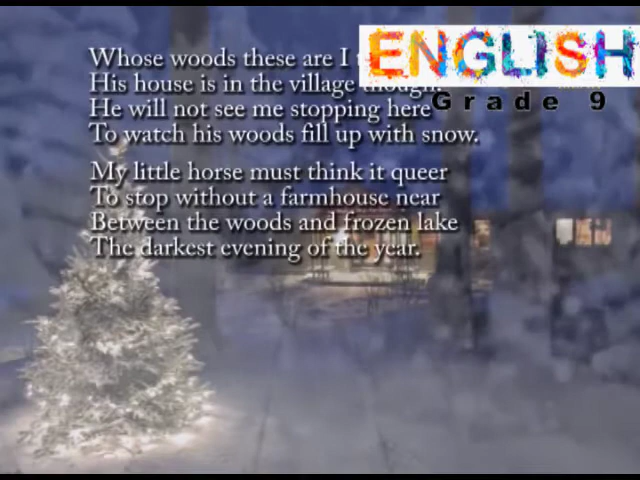 Whose woods these are I
ENGLISH
His house is in the village though.
Grade 9
He will not see me stopping here
To watch his woods fill up with snow.
My little horse must think it queer
To stop without a farmhouse near
Between the woods and frozen lake
The darkest evening of the year.